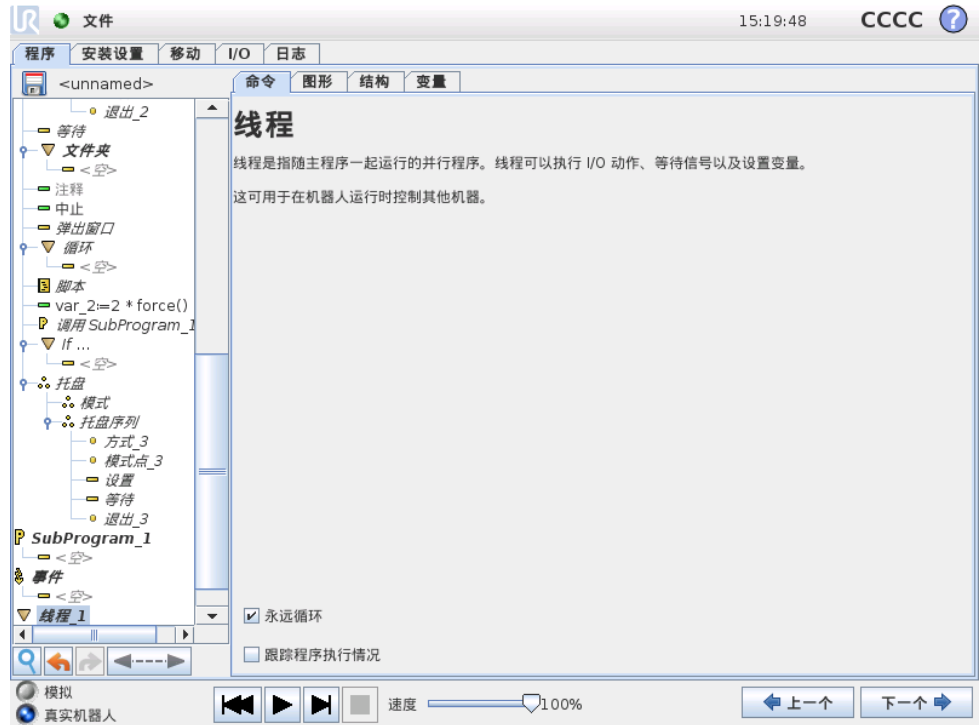 UR 文件 15:19:48 CCCC ?
程序 安装设置 移动 I/O 日志
<unnamed>
命令 图形 结构 变量
退出_2
等待
文件夹
<空>
注释
中止
弹出窗口
循环
<空>
脚本
var_2≔2 * force()
调用 SubProgram_1
If ...
<空>
托盘
模式
托盘序列
方式_3
模式点_3
设置
等待
退出_3
P SubProgram_1
<空>
事件
<空>
线程_1
线程
线程是指随主程序一起运行的并行程序。线程可以执行 I/O 动作、等待信号以及设置变量。
这可用于在机器人运行时控制其他机器。
永远循环
跟踪程序执行情况
模拟
真实机器人
速度 100%
上一个 下一个